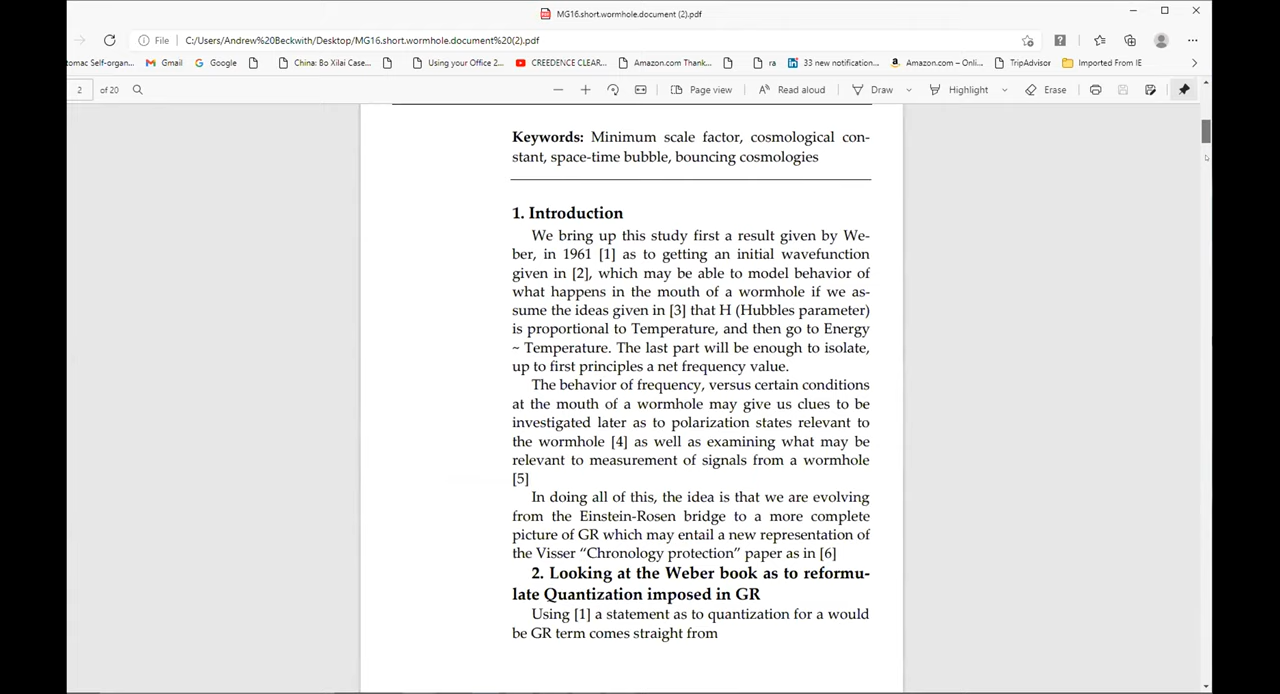 MG16.short.wormhole.document (2).pdf
File C:/Users/Andrew%20Beckwith/Desktop/MG16.short.wormhole.document%20(2).pdf
tomac Self-organ... Gmail Google China: Bo Xilai Case... Using your Office 2... CREEDENCE CLEAR... Amazon.com Thank... ra 33 new notification... Amazon.com – Onli... TripAdvisor Imported From IE
2 of 20 Page view Read aloud Draw Highlight Erase
Keywords: Minimum scale factor, cosmological con-
stant, space-time bubble, bouncing cosmologies
1. Introduction
We bring up this study first a result given by We-
ber, in 1961 [1] as to getting an initial wavefunction
given in [2], which may be able to model behavior of
what happens in the mouth of a wormhole if we as-
sume the ideas given in [3] that H (Hubbles parameter)
is proportional to Temperature, and then go to Energy
~ Temperature. The last part will be enough to isolate,
up to first principles a net frequency value.
The behavior of frequency, versus certain conditions
at the mouth of a wormhole may give us clues to be
investigated later as to polarization states relevant to
the wormhole [4] as well as examining what may be
relevant to measurement of signals from a wormhole
[5]
In doing all of this, the idea is that we are evolving
from the Einstein-Rosen bridge to a more complete
picture of GR which may entail a new representation of
the Visser “Chronology protection” paper as in [6]
2. Looking at the Weber book as to reformu-
late Quantization imposed in GR
Using [1] a statement as to quantization for a would
be GR term comes straight from